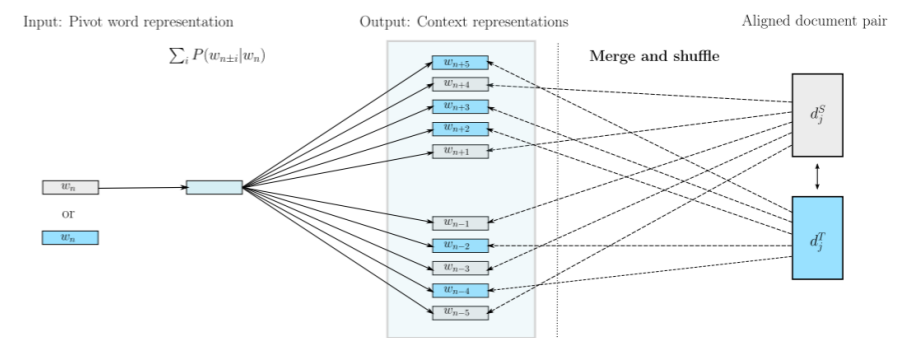 Input: Pivot word representation
Output: Context representations
Aligned document pair
∑_i P(w_{n±i}|w_n)
Merge and shuffle
w_{n+5}
w_{n+4}
w_{n+3}
w_{n+2}
w_{n+1}
d_j^S
w_n
or
w_n
w_{n−1}
w_{n−2}
w_{n−3}
w_{n−4}
w_{n−5}
d_j^T